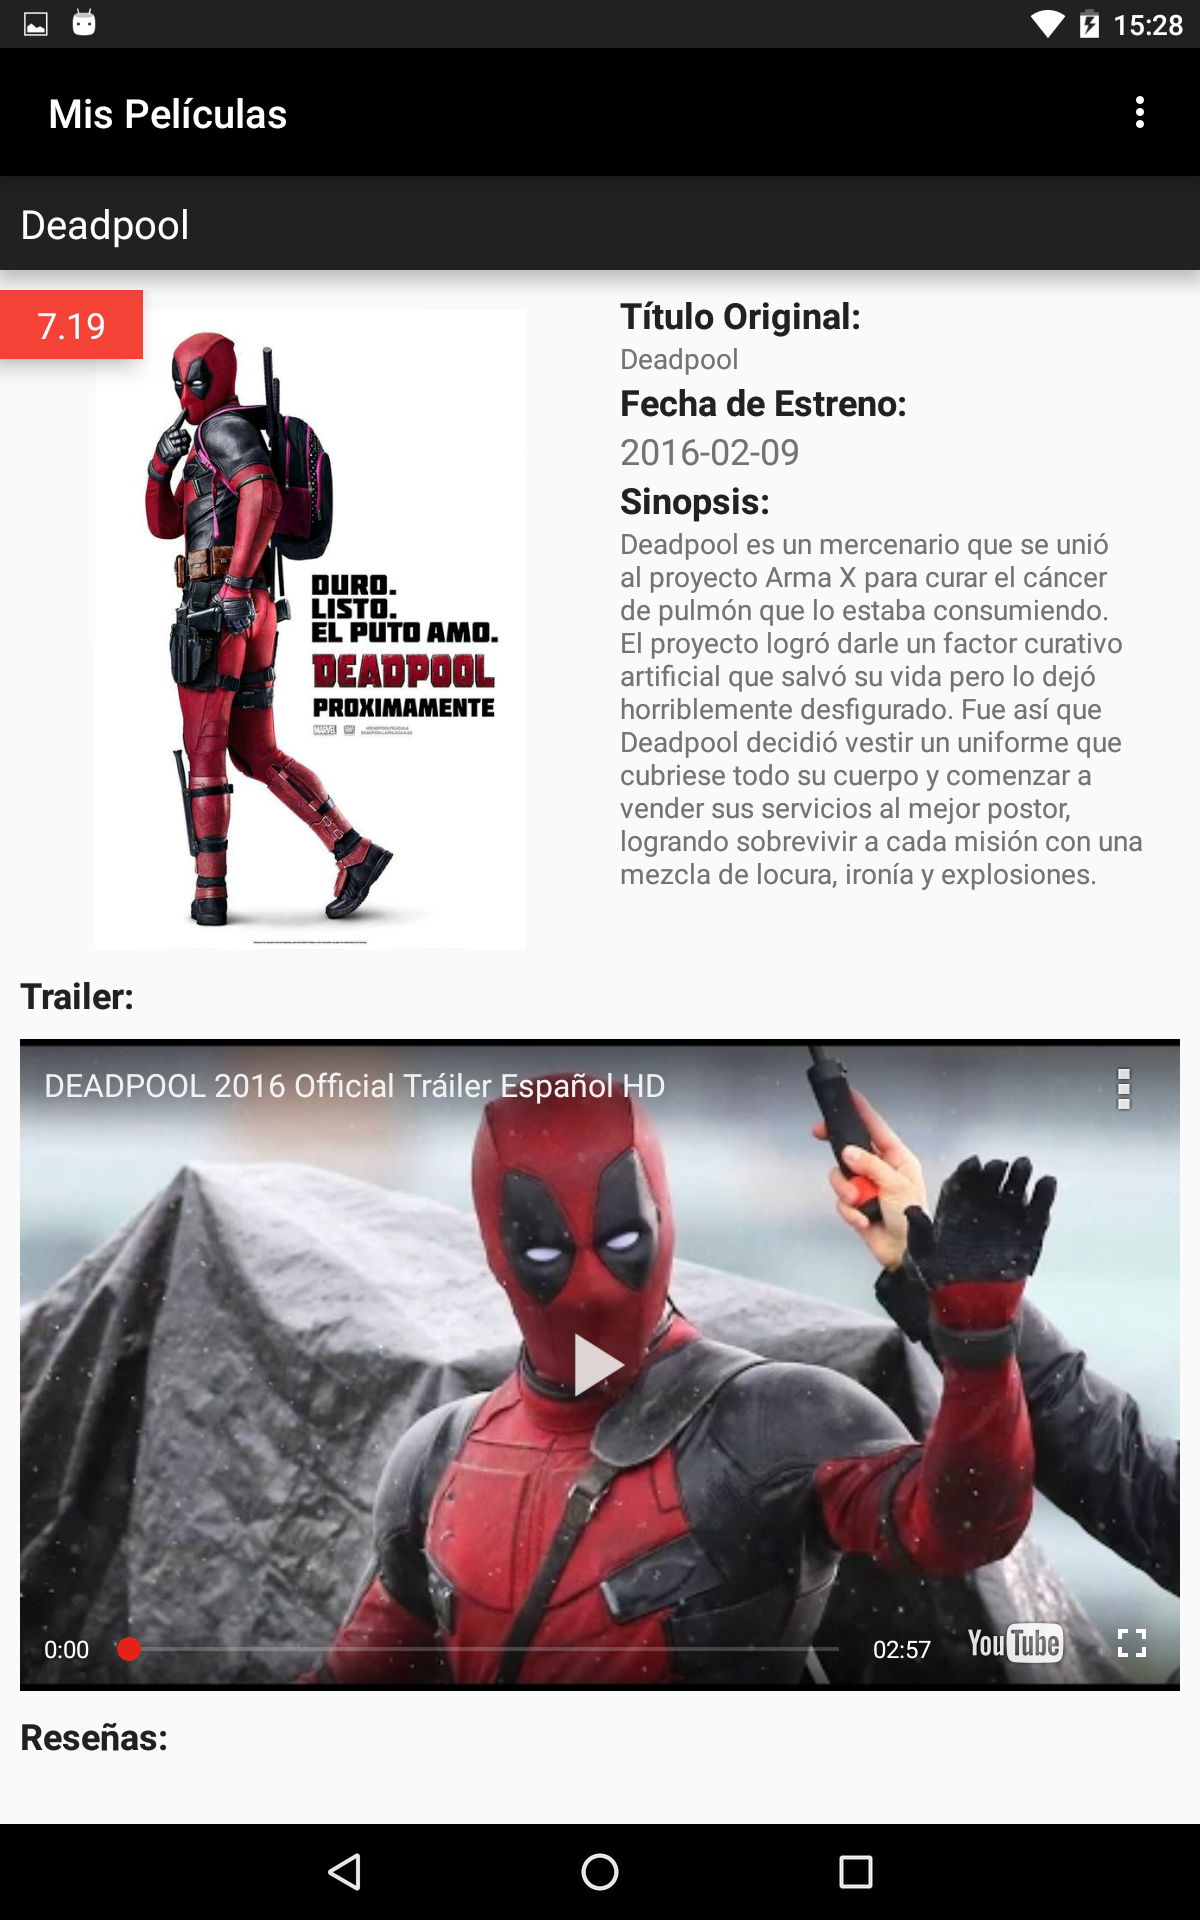 15:28
Mis Películas
Deadpool
7.19
DURO.
LISTO.
EL PUTO AMO.
DEADPOOL
PROXIMAMENTE
MARVEL
Título Original:
Deadpool
Fecha de Estreno:
2016-02-09
Sinopsis:
Deadpool es un mercenario que se unió
al proyecto Arma X para curar el cáncer
de pulmón que lo estaba consumiendo.
El proyecto logró darle un factor curativo
artificial que salvó su vida pero lo dejó
horriblemente desfigurado. Fue así que
Deadpool decidió vestir un uniforme que
cubriese todo su cuerpo y comenzar a
vender sus servicios al mejor postor,
logrando sobrevivir a cada misión con una
mezcla de locura, ironía y explosiones.
Trailer:
DEADPOOL 2016 Official Tráiler Español HD
0:00
02:57
YouTube
Reseñas: